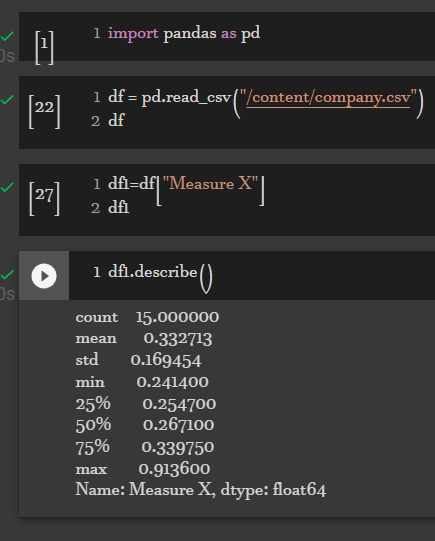 [1]
0s
1 import pandas as pd
[22]
1 df = pd.read_csv("/content/company.csv")
2 df
[27]
1 df1=df["Measure X"]
2 df1
0s
1 df1.describe()
count 15.000000
mean 0.332713
std 0.169454
min 0.241400
25% 0.254700
50% 0.267100
75% 0.339750
max 0.913600
Name: Measure X, dtype: float64